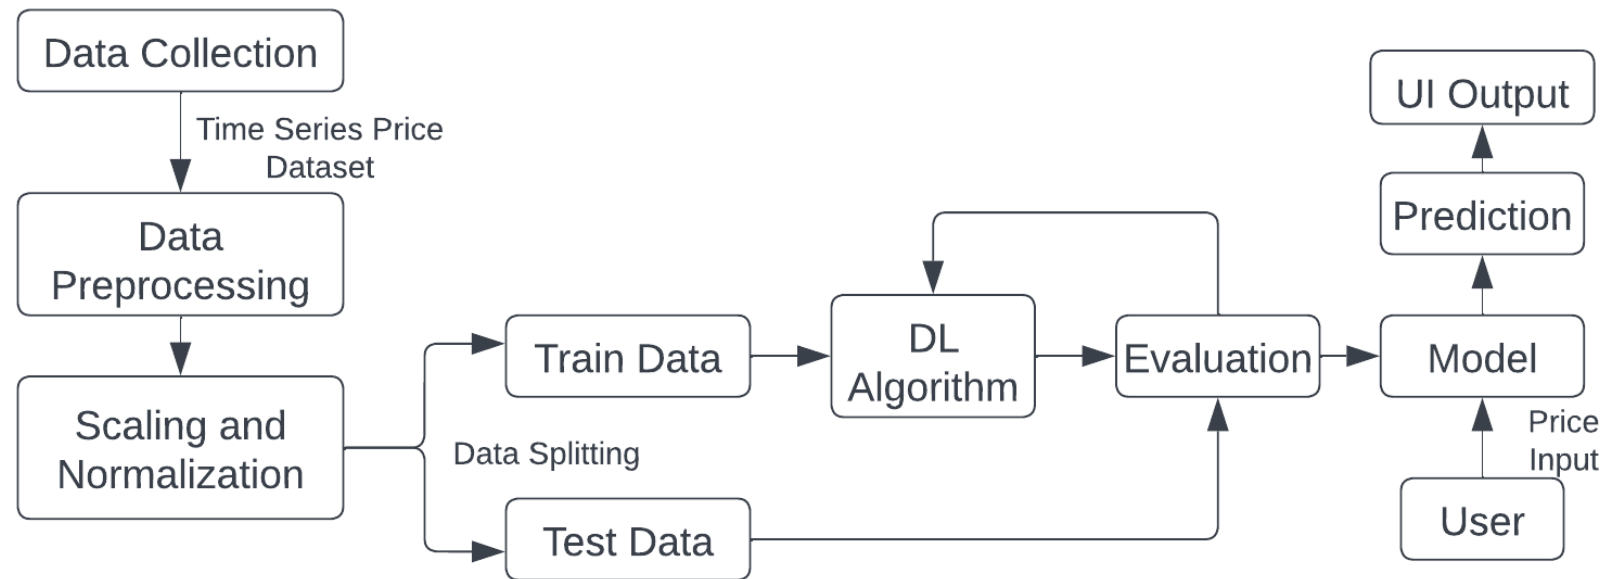 Data Collection
Time Series Price
Dataset
Data
Preprocessing
Scaling and
Normalization
Data Splitting
Train Data
Test Data
DL
Algorithm
Evaluation
Model
Price
Input
User
Prediction
UI Output